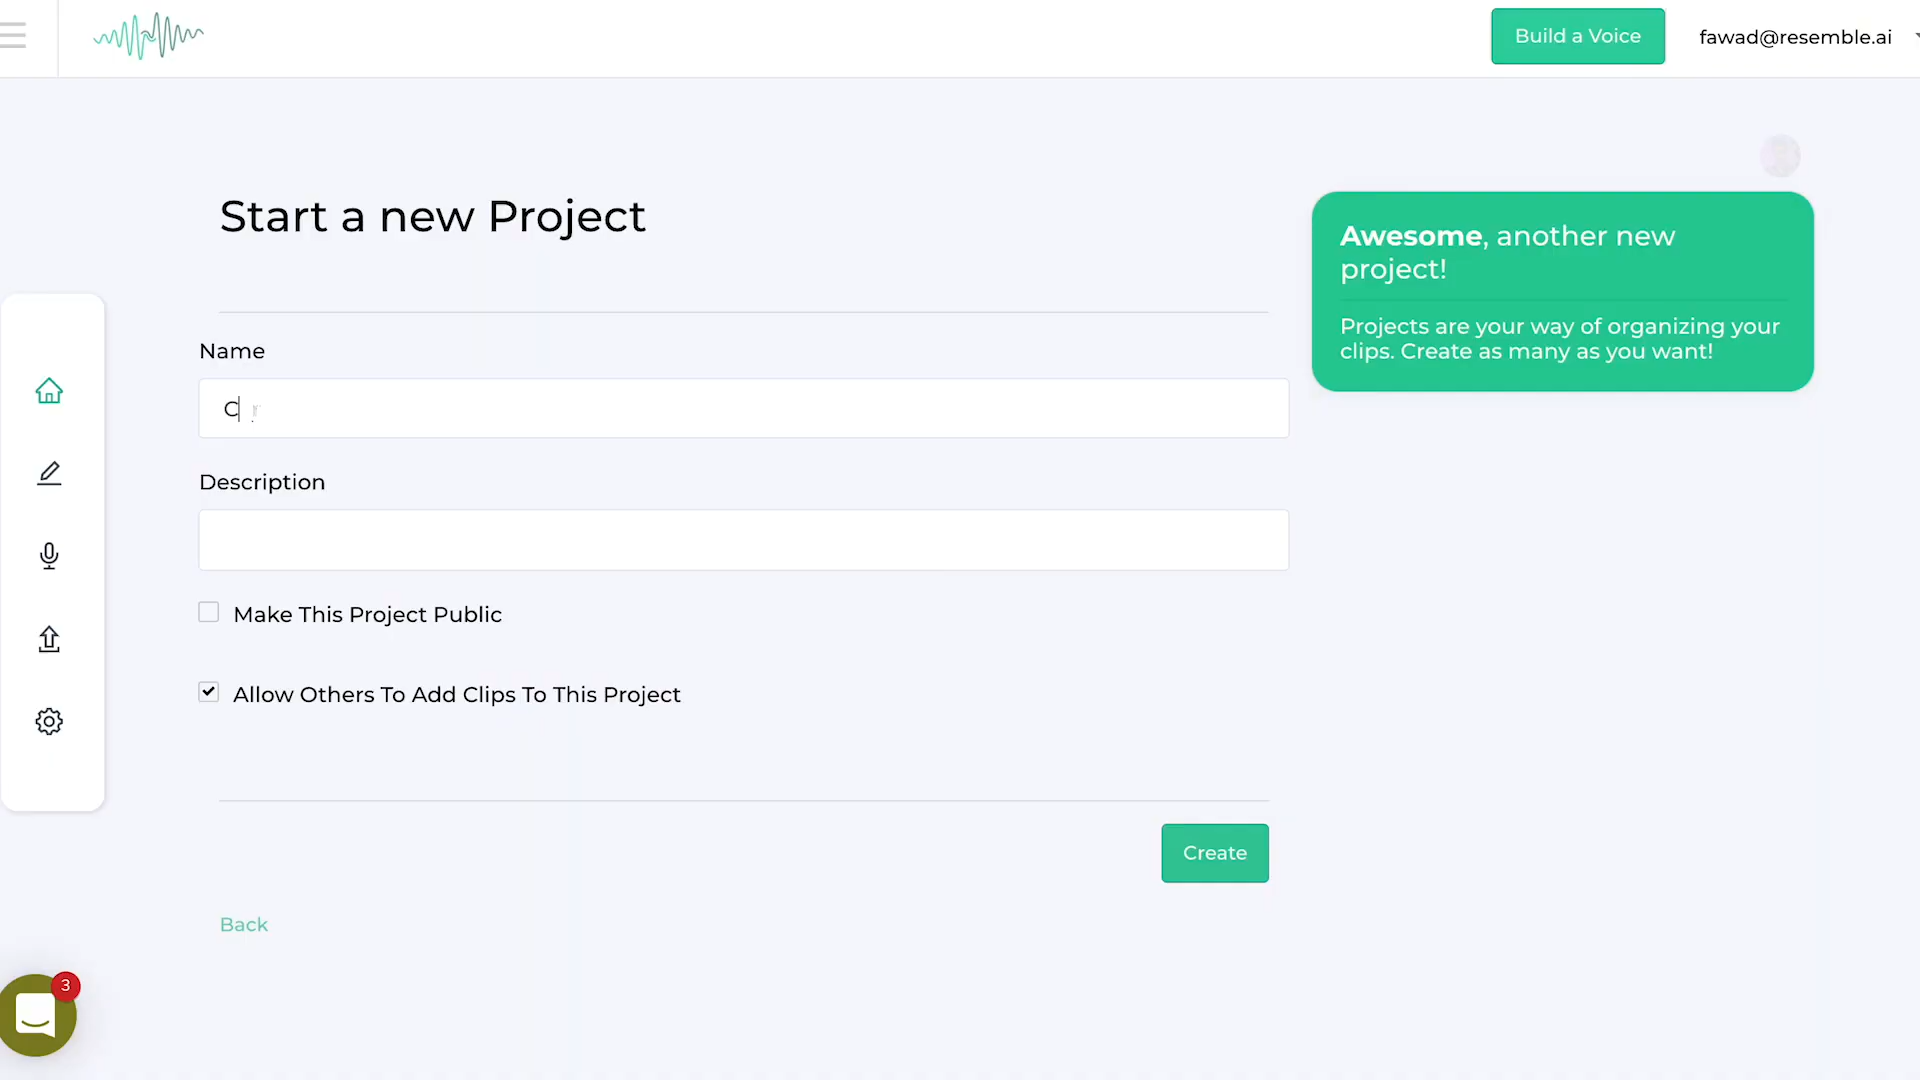 Build a Voice
fawad@resemble.ai
Start a new Project
Awesome, another new
project!
Projects are your way of organizing your
clips. Create as many as you want!
Name
C
Description
Make This Project Public
Allow Others To Add Clips To This Project
Create
Back
3